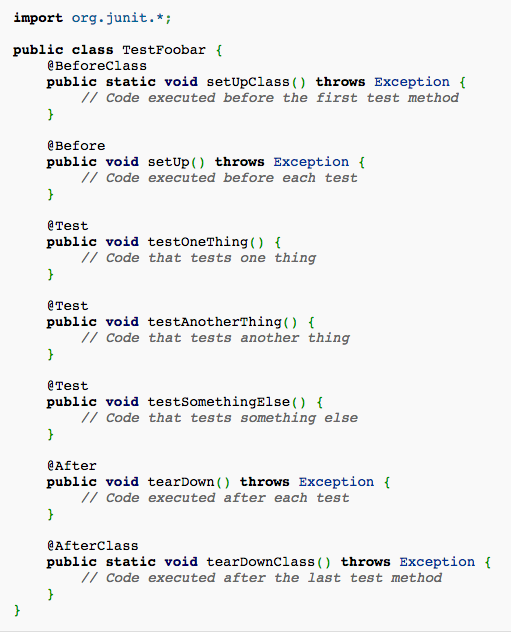 import org.junit.*;

public class TestFoobar {
    @BeforeClass
    public static void setUpClass() throws Exception {
        // Code executed before the first test method
    }

    @Before
    public void setUp() throws Exception {
        // Code executed before each test
    }

    @Test
    public void testOneThing() {
        // Code that tests one thing
    }

    @Test
    public void testAnotherThing() {
        // Code that tests another thing
    }

    @Test
    public void testSomethingElse() {
        // Code that tests something else
    }

    @After
    public void tearDown() throws Exception {
        // Code executed after each test
    }

    @AfterClass
    public static void tearDownClass() throws Exception {
        // Code executed after the last test method
    }
}